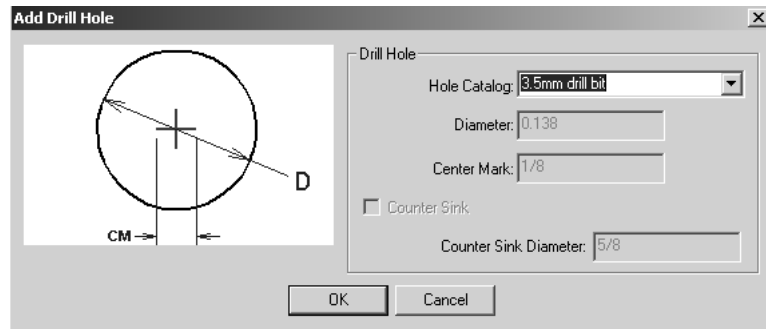 Add Drill Hole
D
CM
Drill Hole
Hole Catalog: 3.5mm drill bit
Diameter: 0.138
Center Mark: 1/8
Counter Sink
Counter Sink Diameter: 5/8
OK Cancel